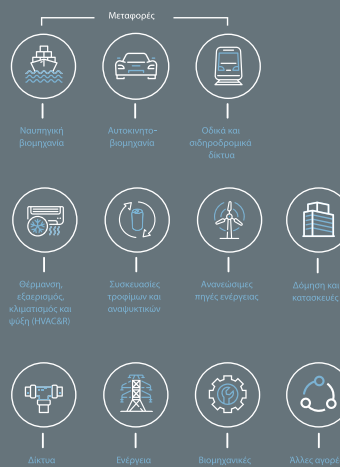 Μεταφορές
Ναυπηγική
βιομηχανία
Αυτοκινητο-
βιομηχανία
Οδικά και
σιδηροδρομικά
δίκτυα
Θέρμανση,
εξαερισμός,
κλιματισμός και
ψύξη (HVAC&R)
Συσκευασίες
τροφίμων και
αναψυκτικών
Ανανεώσιμες
πηγές ενέργειας
Δόμηση και
κατασκευές
Δίκτυα
Ενέργεια
Βιομηχανικές
Άλλες αγορές